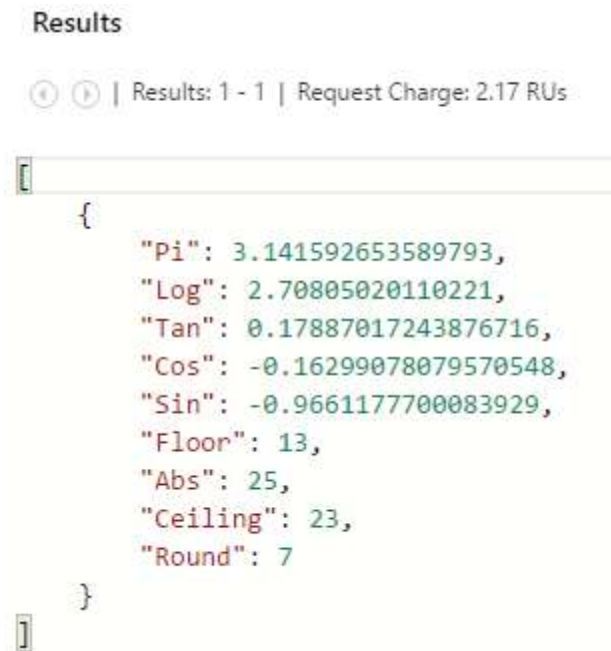 Results
| Results: 1 - 1 | Request Charge: 2.17 RUs
[
{
"Pi": 3.141592653589793,
"Log": 2.70805020110221,
"Tan": 0.17887017243876716,
"Cos": -0.16299078079570548,
"Sin": -0.9661177700083929,
"Floor": 13,
"Abs": 25,
"Ceiling": 23,
"Round": 7
}
]